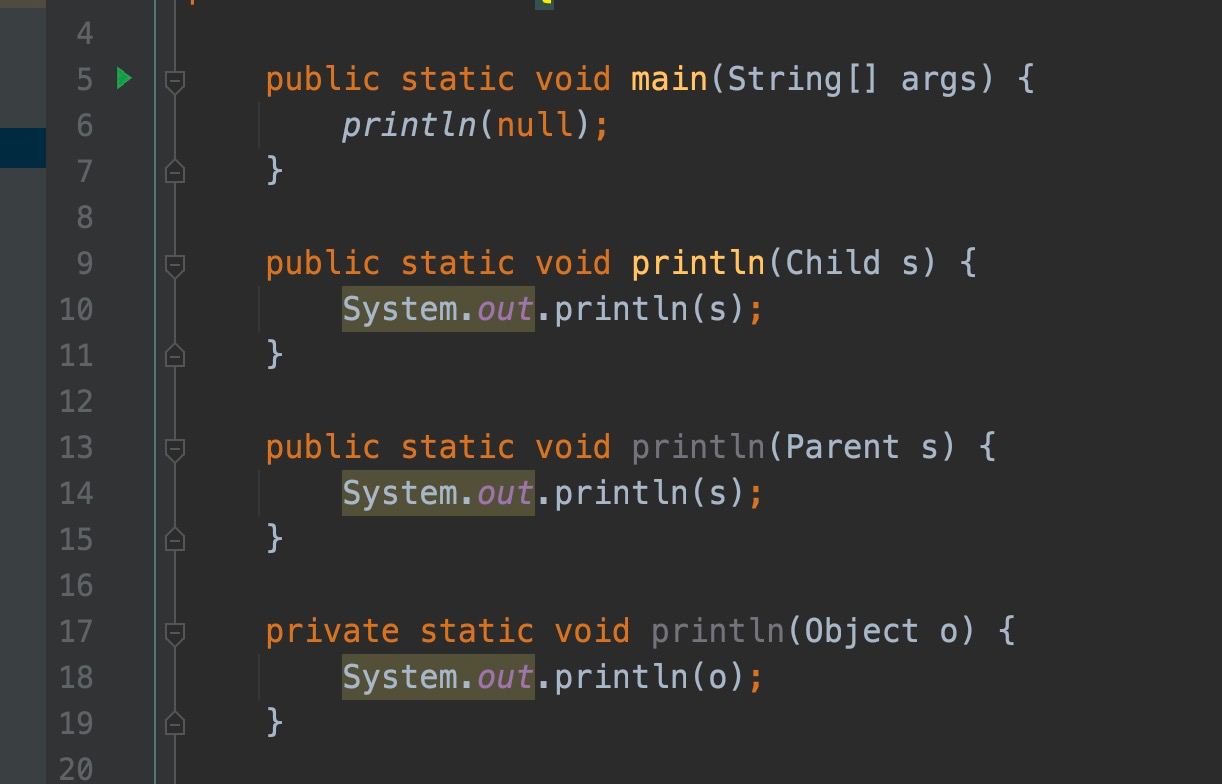 4
5 public static void main(String[] args) {
6 println(null);
7 }
8
9 public static void println(Child s) {
10 System.out.println(s);
11 }
12
13 public static void println(Parent s) {
14 System.out.println(s);
15 }
16
17 private static void println(Object o) {
18 System.out.println(o);
19 }
20